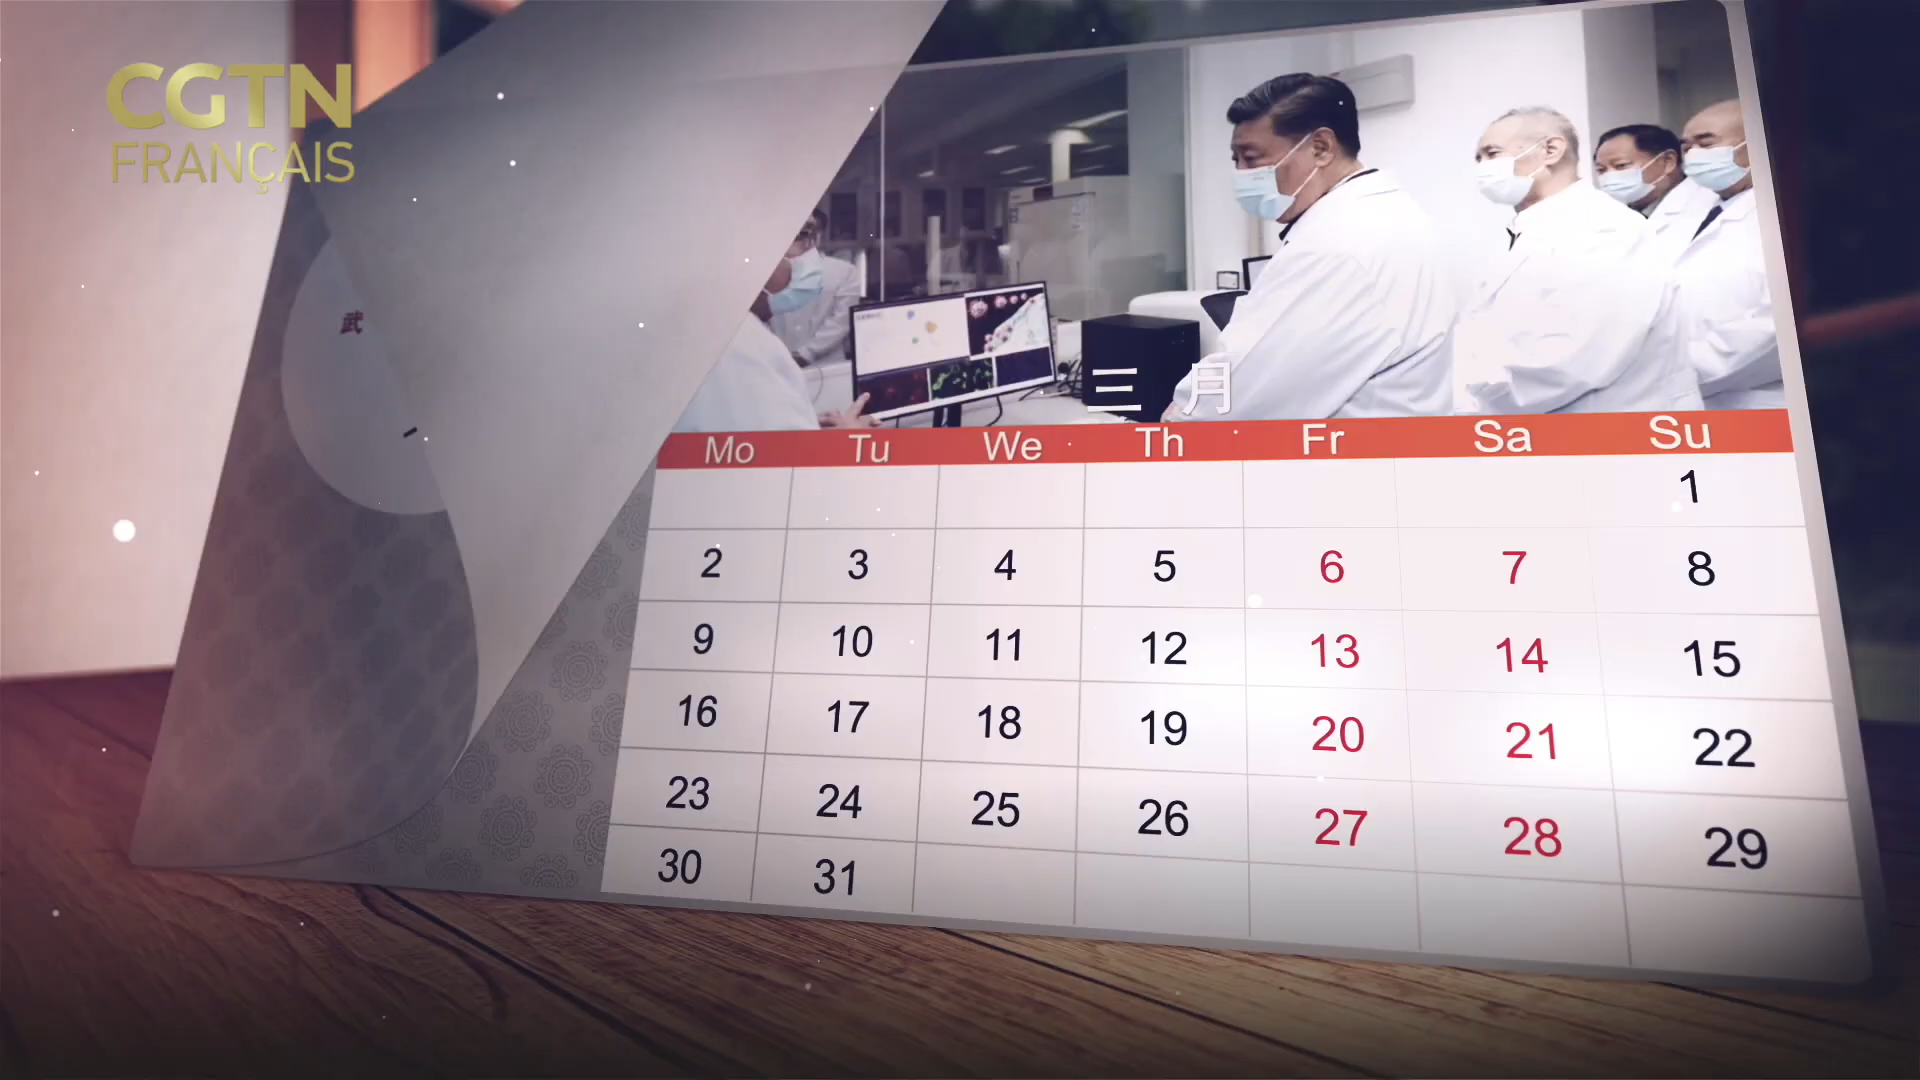 CGTN
FRANÇAIS
武
三月
Mo Tu We Th Fr Sa Su
1
2 3 4 5 6 7 8
9 10 11 12 13 14 15
16 17 18 19 20 21 22
23 24 25 26 27 28 29
30 31